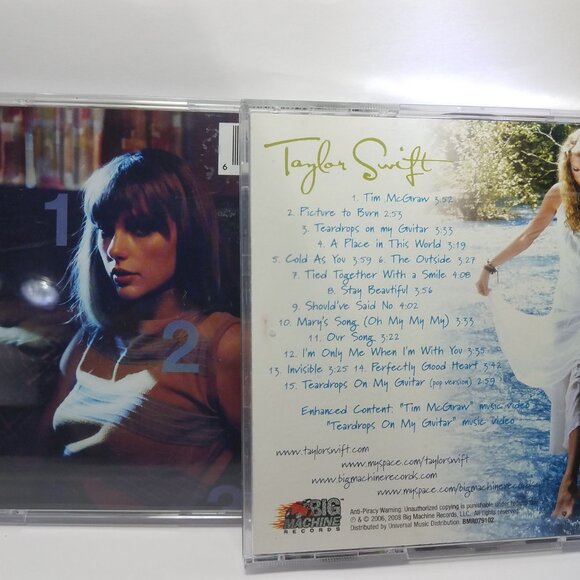 1
2
6
Taylor Swift
1. Tim McGraw 3:52
2. Picture to Burn 2:53
3. Teardrops on my Guitar 3:33
4. A Place in This World 3:19
5. Cold As You 3:59 6. The Outside 3:27
7. Tied Together With a Smile 4:08
8. Stay Beautiful 3:56
9. Should've Said No 4:02
10. Mary's Song (Oh My My My) 3:33
11. Our Song 3:22
12. I'm Only Me When I'm With You 3:35
13. Invisible 3:25 14. Perfectly Good Heart 3:42
15. Teardrops On My Guitar (pop version) 2:59
Enhanced Content: "Tim McGraw" music video
"Teardrops On My Guitar" music video
www.taylorswift.com
www.myspace.com/taylorswift
www.bigmachinerecords.com
www.myspace.com/bigmachinerecords
BIG MACHINE
RECORDS
Anti-Piracy Warning: Unauthorized copying is punishable under
℗ & © 2006, 2008 Big Machine Records, LLC. All rights reserved.
Distributed by Universal Music Distribution. BMR079102